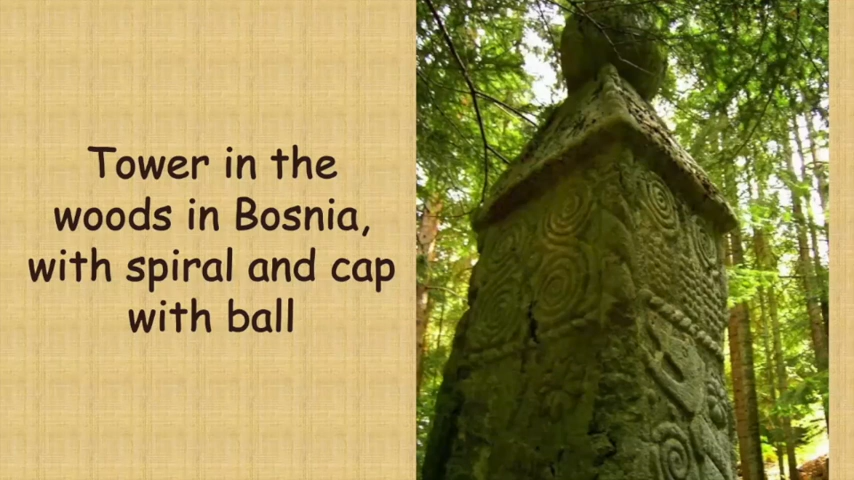 Tower in the
woods in Bosnia,
with spiral and cap
with ball